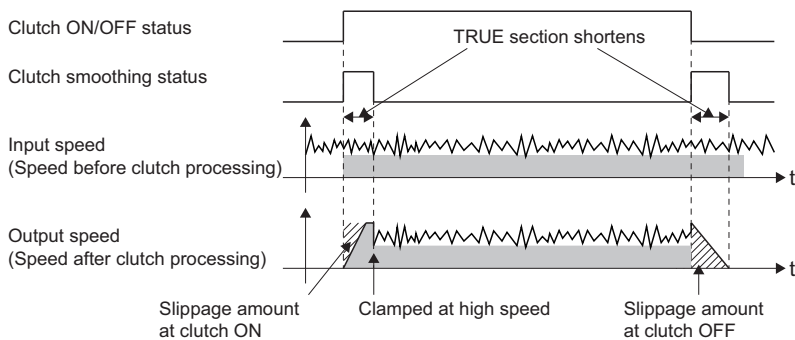 Clutch ON/OFF status
TRUE section shortens
Clutch smoothing status
Input speed
(Speed before clutch processing)
t
Output speed
(Speed after clutch processing)
t
Slippage amount
at clutch ON
Clamped at high speed
Slippage amount
at clutch OFF